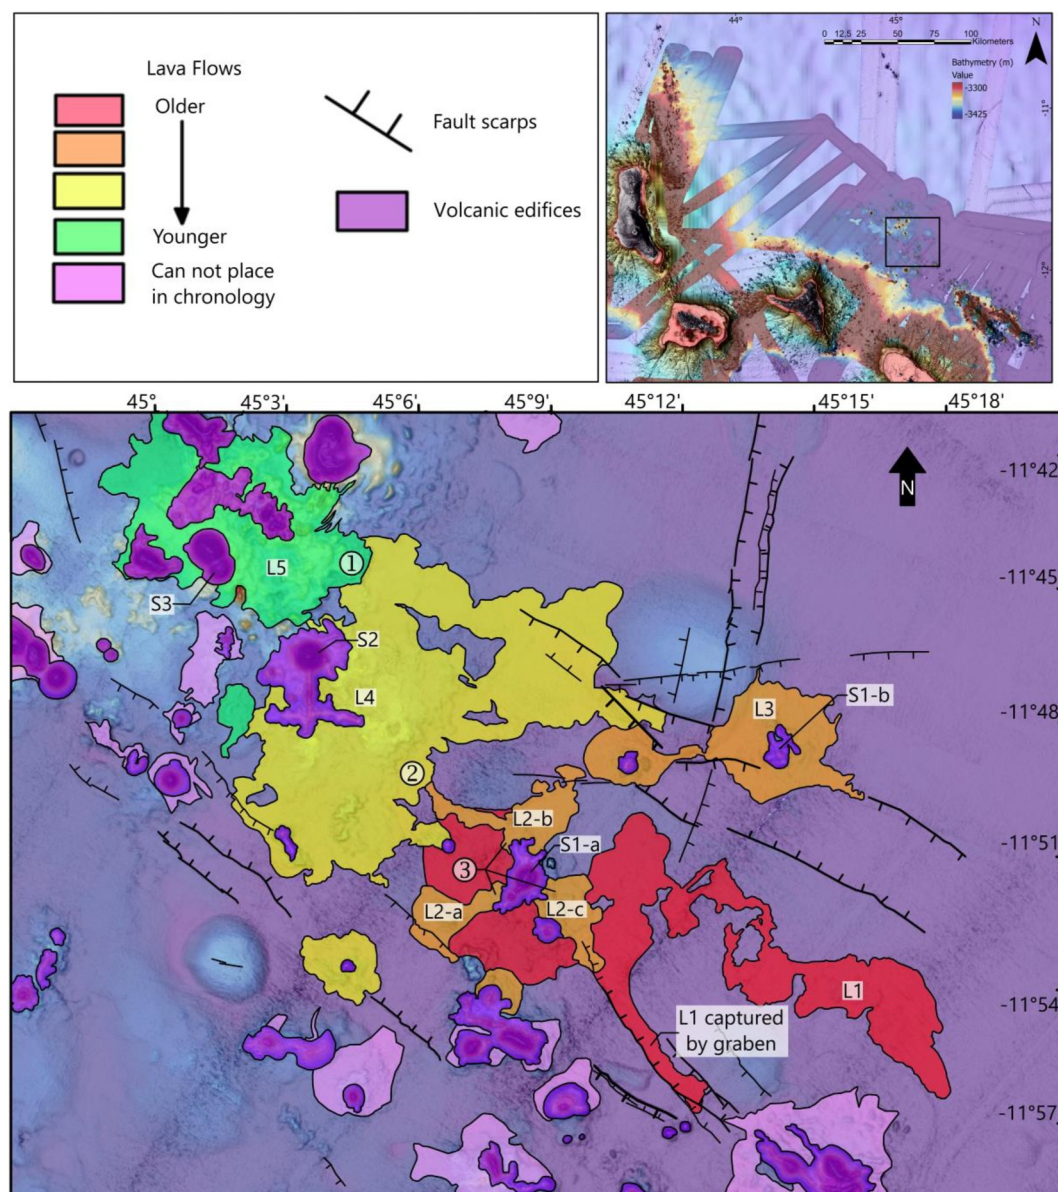 Lava Flows
Older
Younger
Can not place
in chronology
Fault scarps
Volcanic edifices
44°
45°
N
0 12.5 25 50 75 100
Kilometers
Bathymetry (m)
Value
-3300
-3425
-11°
-12°
45°
45°3'
45°6'
45°9'
45°12'
45°15'
45°18'
-11°42'
N
1
L5
-11°45'
S3
S2
L4
L3
S1-b
-11°48'
2
L2-b
S1-a
-11°51'
3
L2-a
L2-c
L1
-11°54'
L1 captured
by graben
-11°57'